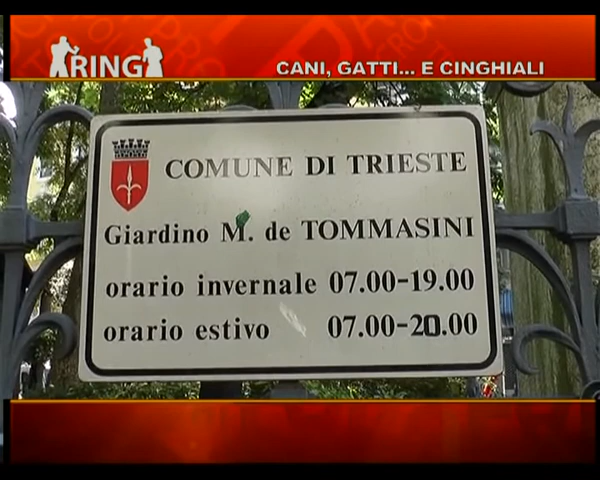 RING
CANI, GATTI... E CINGHIALI
COMUNE DI TRIESTE
Giardino M. de TOMMASINI
orario invernale 07.00-19.00
orario estivo 07.00-20.00